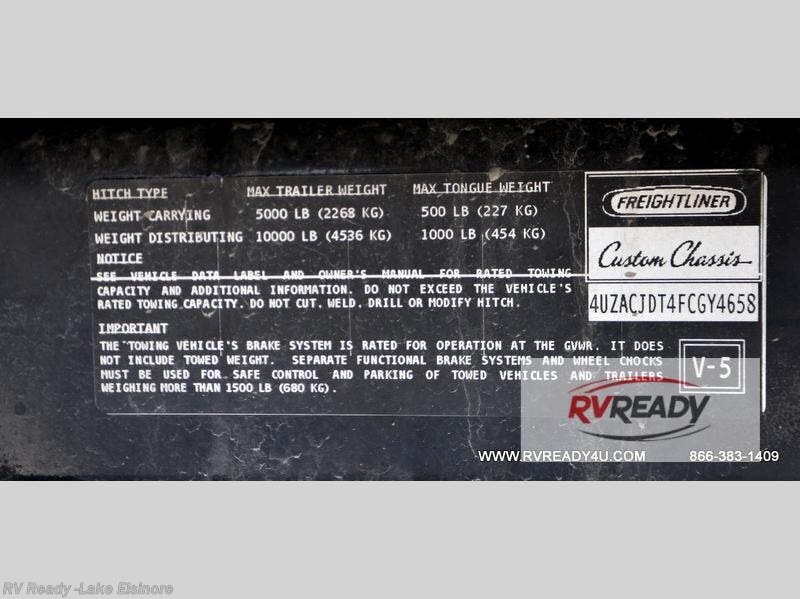 HITCH TYPE MAX TRAILER WEIGHT MAX TONGUE WEIGHT
WEIGHT CARRYING 5000 LB (2268 KG) 500 LB (227 KG)
WEIGHT DISTRIBUTING 10000 LB (4536 KG) 1000 LB (454 KG)
NOTICE
SEE VEHICLE DATA LABEL AND OWNER'S MANUAL FOR RATED TOWING
CAPACITY AND ADDITIONAL INFORMATION. DO NOT EXCEED THE VEHICLE'S
RATED TOWING CAPACITY. DO NOT CUT, WELD, DRILL OR MODIFY HITCH.
IMPORTANT
THE TOWING VEHICLE'S BRAKE SYSTEM IS RATED FOR OPERATION AT THE GVWR. IT DOES
NOT INCLUDE TOWED WEIGHT. SEPARATE FUNCTIONAL BRAKE SYSTEMS AND WHEEL CHOCKS
MUST BE USED FOR SAFE CONTROL AND PARKING OF TOWED VEHICLES AND TRAILERS
WEIGHING MORE THAN 1500 LB (680 KG).
FREIGHTLINER
Custom Chassis
4UZACJDT4FCGY4658
V-5
RVREADY
WWW.RVREADY4U.COM 866-383-1409
RV Ready -Lake Elsinore